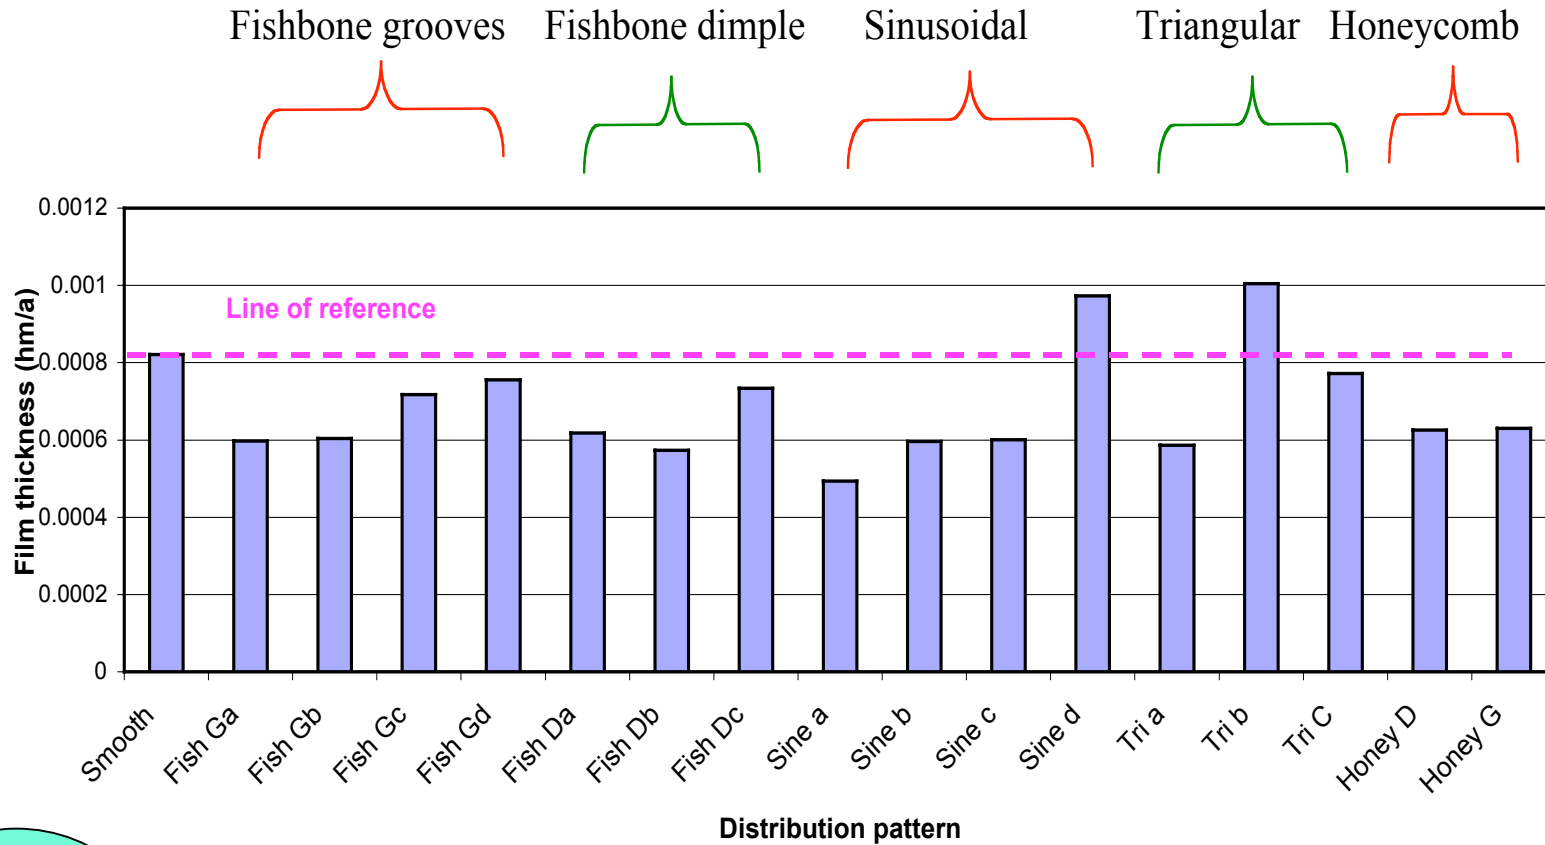 Fishbone grooves Fishbone dimple Sinusoidal Triangular Honeycomb
0.0012
0.001
0.0008
0.0006
0.0004
0.0002
0
Film thickness (hm/a)
Line of reference
Smooth
Fish Ga
Fish Gb
Fish Gc
Fish Gd
Fish Da
Fish Db
Fish Dc
Sine a
Sine b
Sine c
Sine d
Tri a
Tri b
Tri C
Honey D
Honey G
Distribution pattern